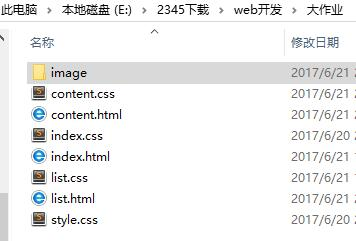 此电脑 > 本地磁盘 (E:) > 2345下载 > web开发 > 大作业
名称 修改日期
image 2017/6/21
content.css 2017/6/21
content.html 2017/6/21
index.css 2017/6/20
index.html 2017/6/21
list.css 2017/6/21
list.html 2017/6/21
style.css 2017/6/20